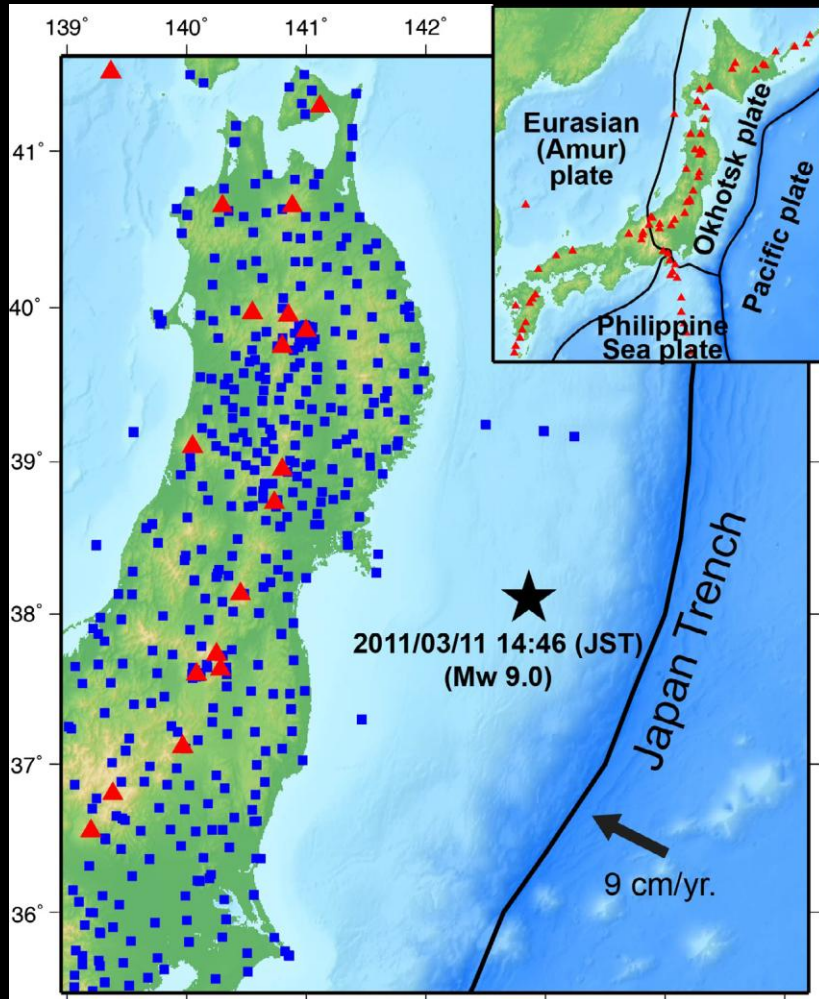 139° 140° 141° 142°
41°
40°
39°
38°
37°
36°
Eurasian
(Amur)
plate
Okhotsk plate
Pacific plate
Philippine
Sea plate
2011/03/11 14:46 (JST)
(Mw 9.0)
Japan Trench
9 cm/yr.